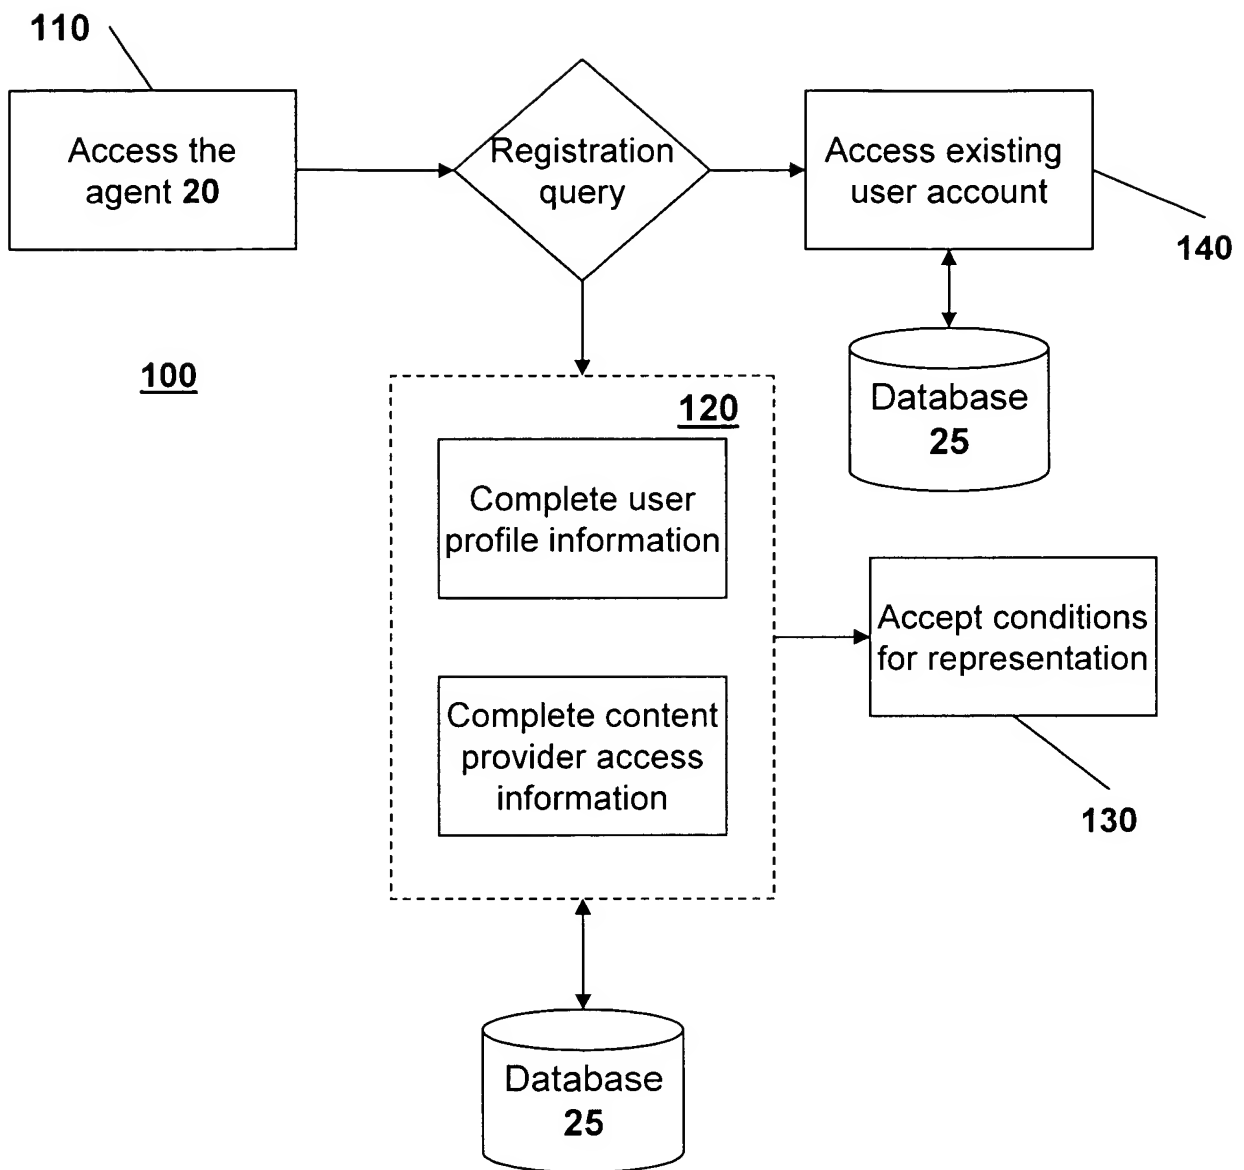 110
Access the
agent 20
Registration
query
Access existing
user account
140
100
Database
25
120
Complete user
profile information
Accept conditions
for representation
Complete content
provider access
information
130
Database
25